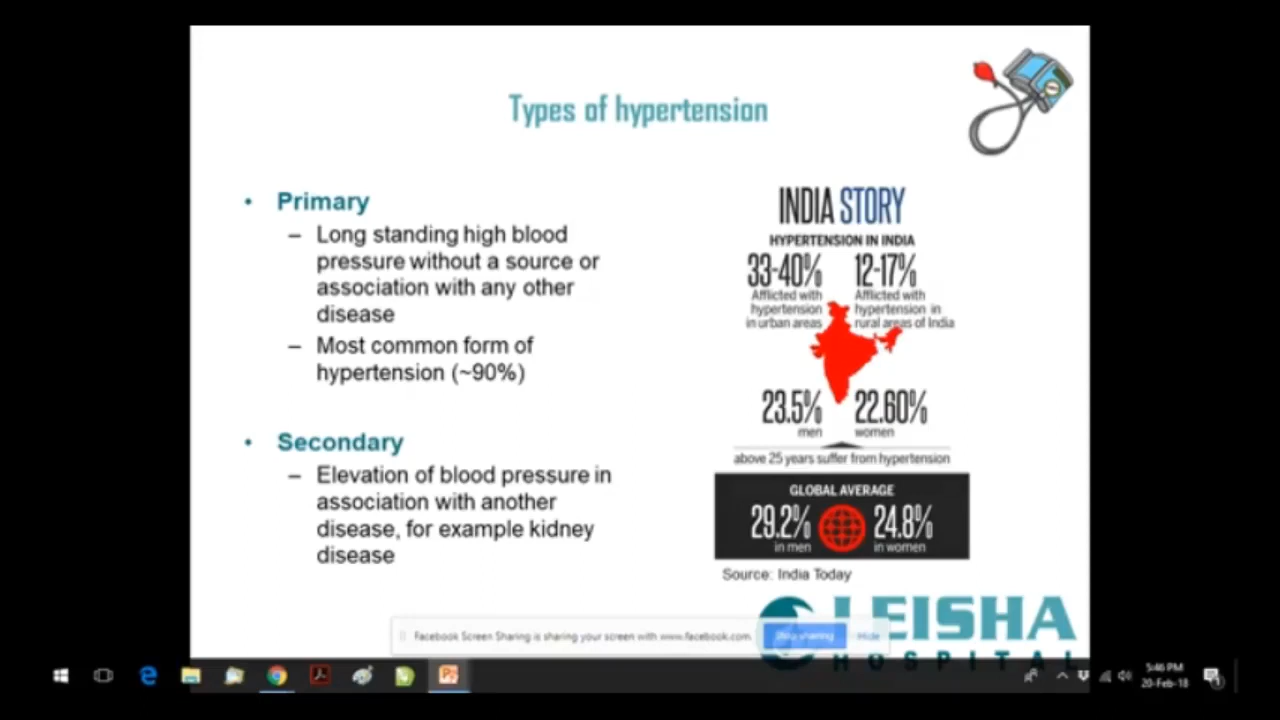 Types of hypertension
• Primary
– Long standing high blood
pressure without a source or
association with any other
disease
– Most common form of
hypertension (~90%)
• Secondary
– Elevation of blood pressure in
association with another
disease, for example kidney
disease
INDIA STORY
HYPERTENSION IN INDIA
33-40%
Afflicted with
hypertension
in urban areas
12-17%
Afflicted with
hypertension in
rural areas of India
23.5%
men
22.60%
women
above 25 years suffer from hypertension
GLOBAL AVERAGE
29.2%
in men
24.8%
in women
Source: India Today
LEISHA
HOSPITAL
Facebook Screen Sharing is sharing your screen with www.facebook.com.
Stop sharing
Hide
5:46 PM
20-Feb-18